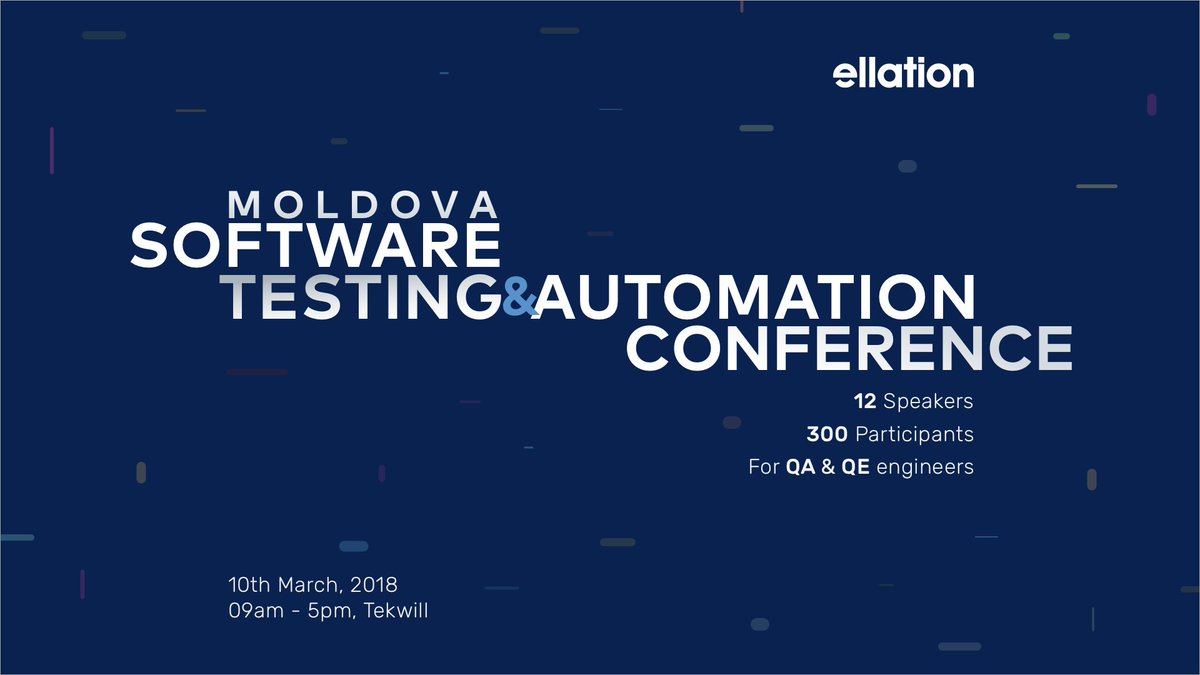 ellation
MOLDOVA
SOFTWARE
TESTING&AUTOMATION
CONFERENCE
12 Speakers
300 Participants
For QA & QE engineers
10th March, 2018
09am - 5pm, Tekwill